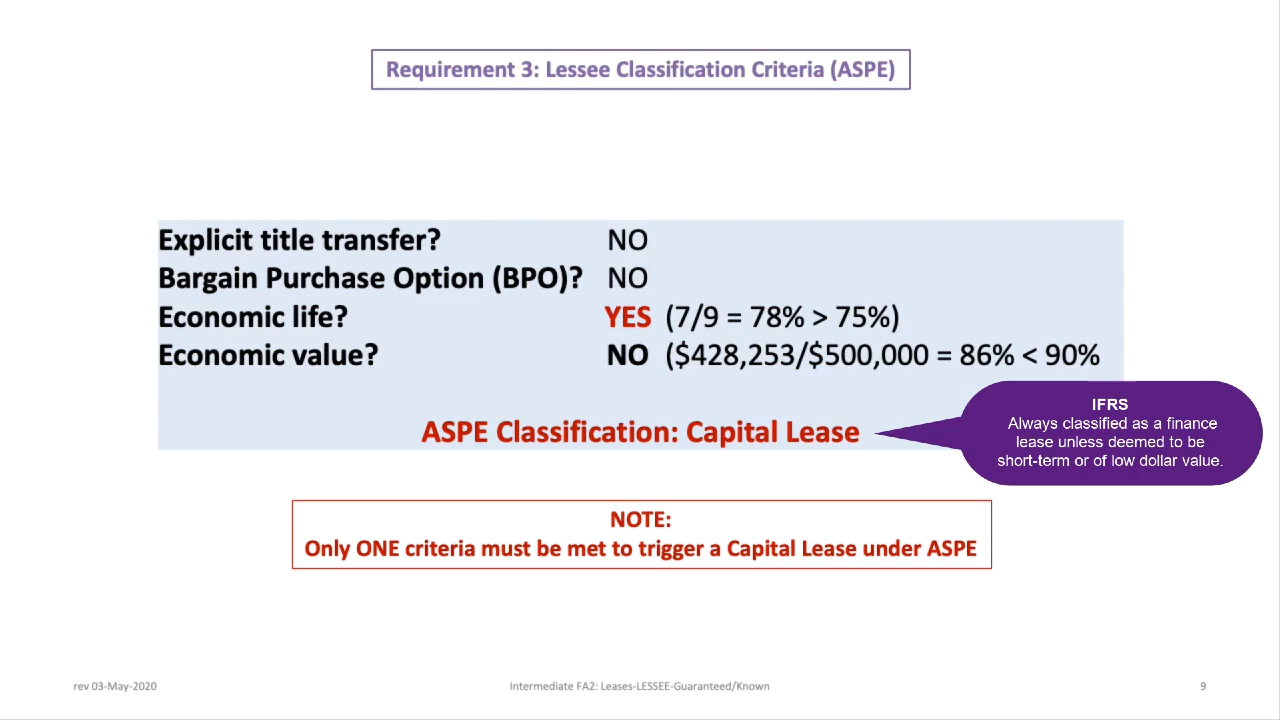 Requirement 3: Lessee Classification Criteria (ASPE)
Explicit title transfer? NO
Bargain Purchase Option (BPO)? NO
Economic life? YES (7/9 = 78% > 75%)
Economic value? NO ($428,253/$500,000 = 86% < 90%
ASPE Classification: Capital Lease
IFRS
Always classified as a finance
lease unless deemed to be
short-term or of low dollar value.
NOTE:
Only ONE criteria must be met to trigger a Capital Lease under ASPE
rev 03-May-2020
Intermediate FA2: Leases-LESSEE-Guaranteed/Known
9